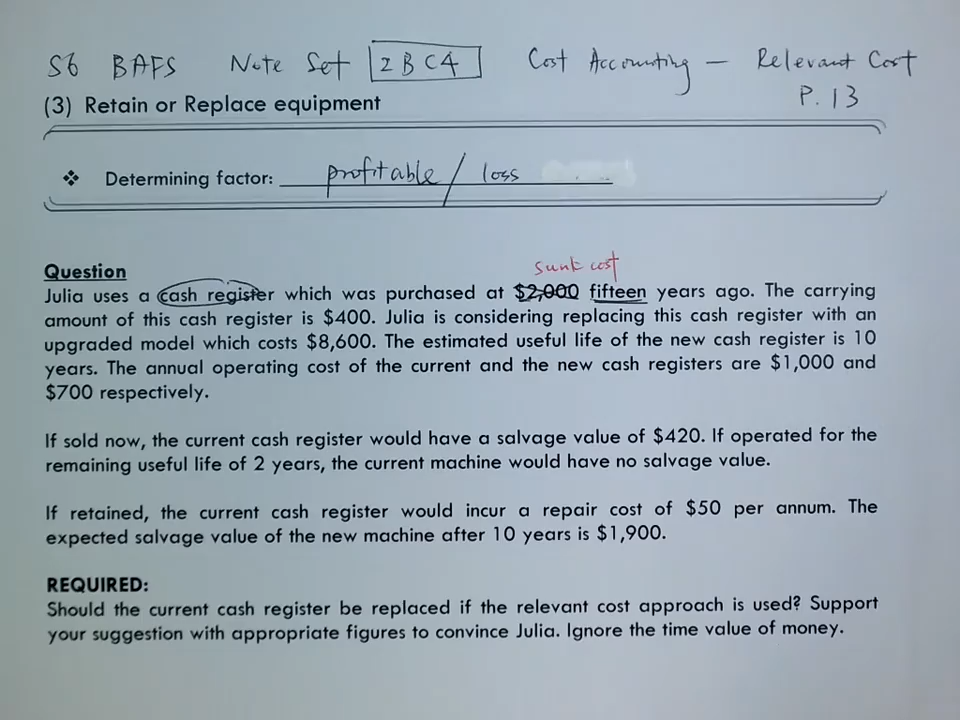 S6 BAFS Note Set 2BC4 Cost Accounting - Relevant Cost
P.13
(3) Retain or Replace equipment
❖ Determining factor: profitable / loss
Question
sunk cost
Julia uses a cash register which was purchased at $2,000 fifteen years ago. The carrying
amount of this cash register is $400. Julia is considering replacing this cash register with an
upgraded model which costs $8,600. The estimated useful life of the new cash register is 10
years. The annual operating cost of the current and the new cash registers are $1,000 and
$700 respectively.
If sold now, the current cash register would have a salvage value of $420. If operated for the
remaining useful life of 2 years, the current machine would have no salvage value.
If retained, the current cash register would incur a repair cost of $50 per annum. The
expected salvage value of the new machine after 10 years is $1,900.
REQUIRED:
Should the current cash register be replaced if the relevant cost approach is used? Support
your suggestion with appropriate figures to convince Julia. Ignore the time value of money.